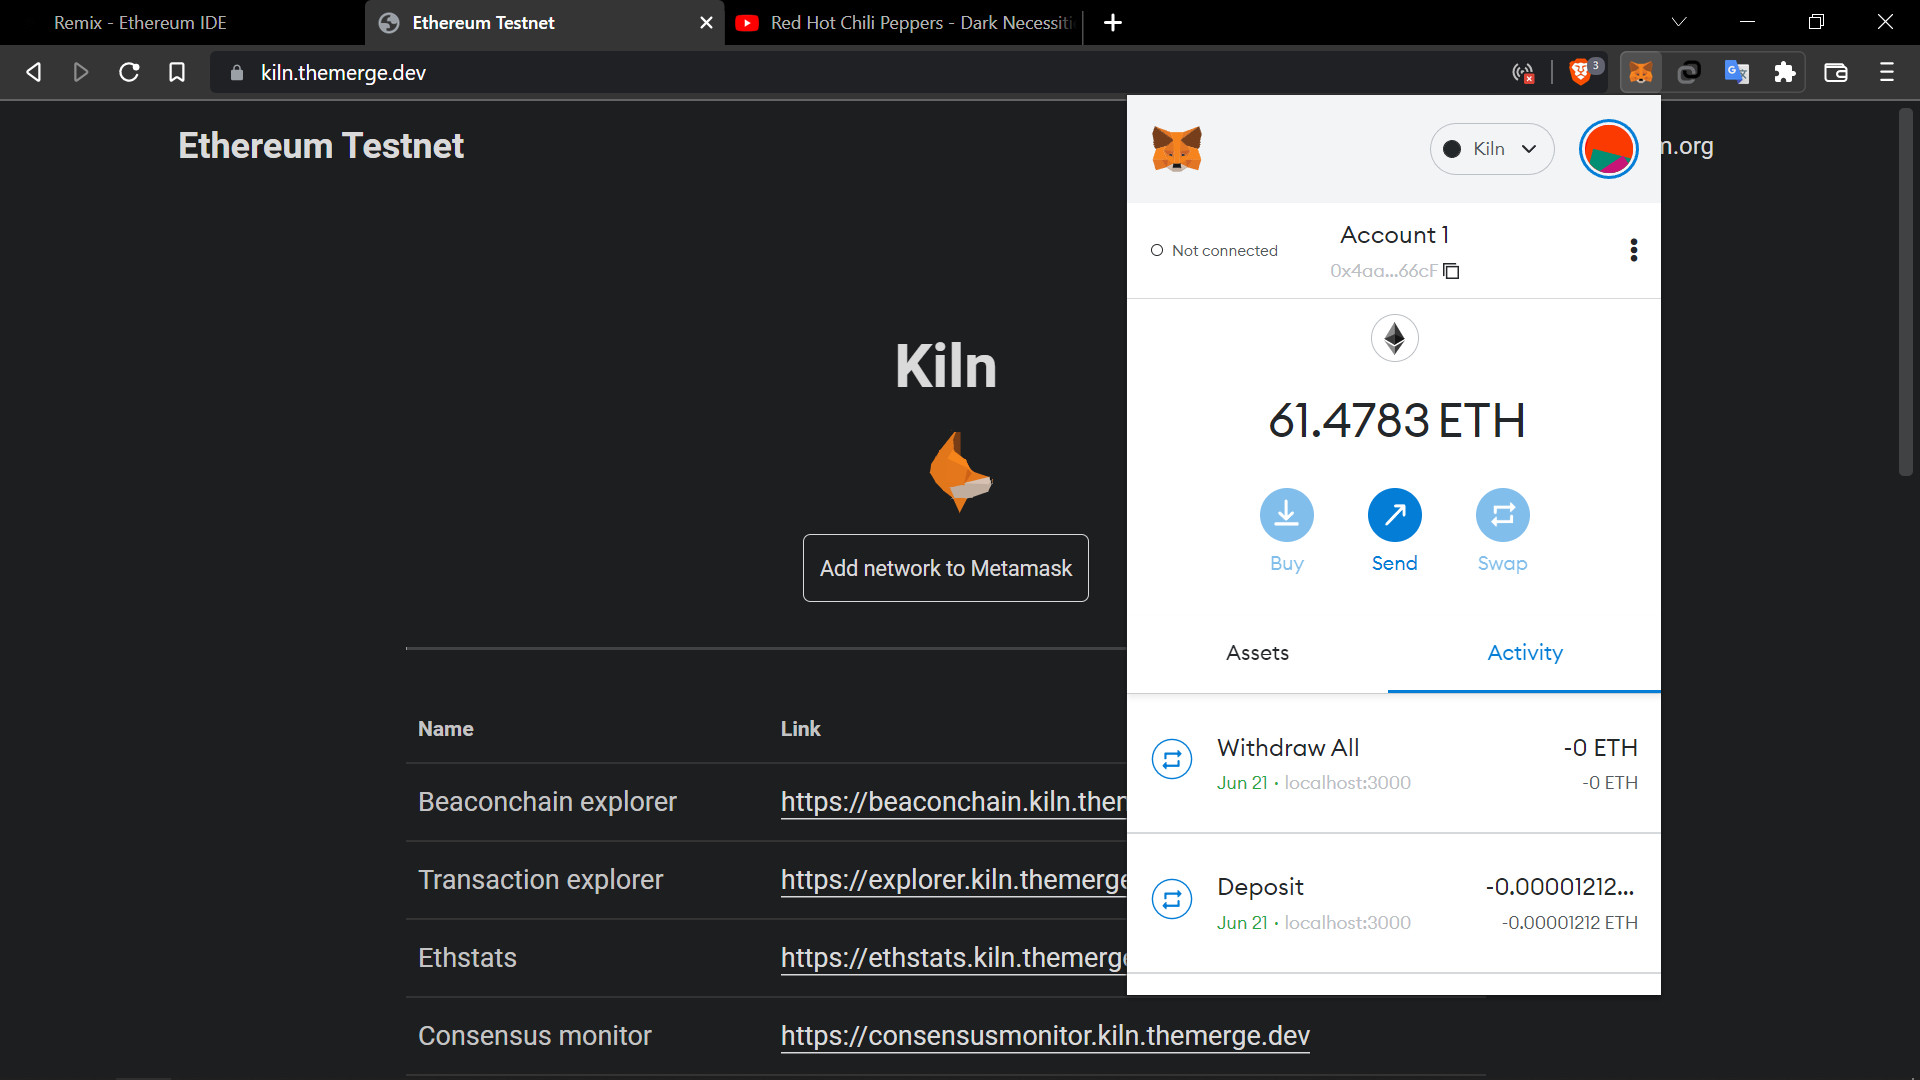 Remix - Ethereum IDE
Ethereum Testnet
Red Hot Chili Peppers - Dark
kiln.themerge.dev
3
Ethereum Testnet
Kiln
Add network to Metamask
Name
Link
Beaconchain explorer
https://beaconchain.kiln.
Transaction explorer
https://explorer.kiln.themerge
Ethstats
https://ethstats.kiln.themerge
Consensus monitor
https://consensusmonitor.kiln.themerge.dev
Kiln
.org
Not connected
Account 1
0x4aa...66cF
61.4783 ETH
Buy
Send
Swap
Assets
Activity
Withdraw All
-0 ETH
Jun 21 · localhost:3000
-0 ETH
Deposit
-0.00001212...
Jun 21 · localhost:3000
-0.00001212 ETH